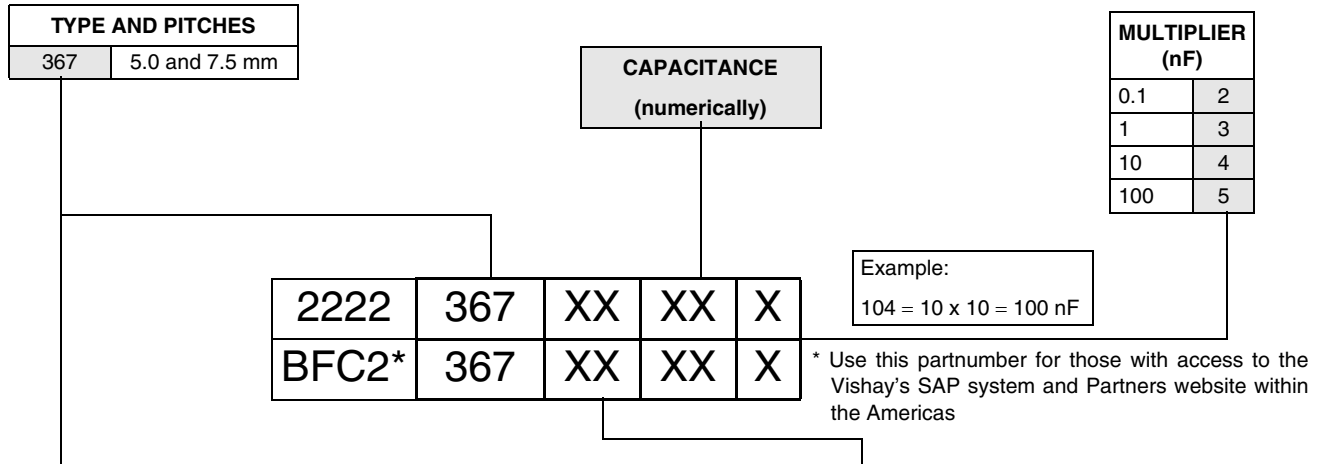 TYPE AND PITCHES
367 5.0 and 7.5 mm
CAPACITANCE
(numerically)
MULTIPLIER
(nF)
0.1 2
1 3
10 4
100 5
Example:
104 = 10 x 10 = 100 nF
2222 367 XX XX X
BFC2* 367 XX XX X
* Use this partnumber for those with access to the
Vishay's SAP system and Partners website within
the Americas